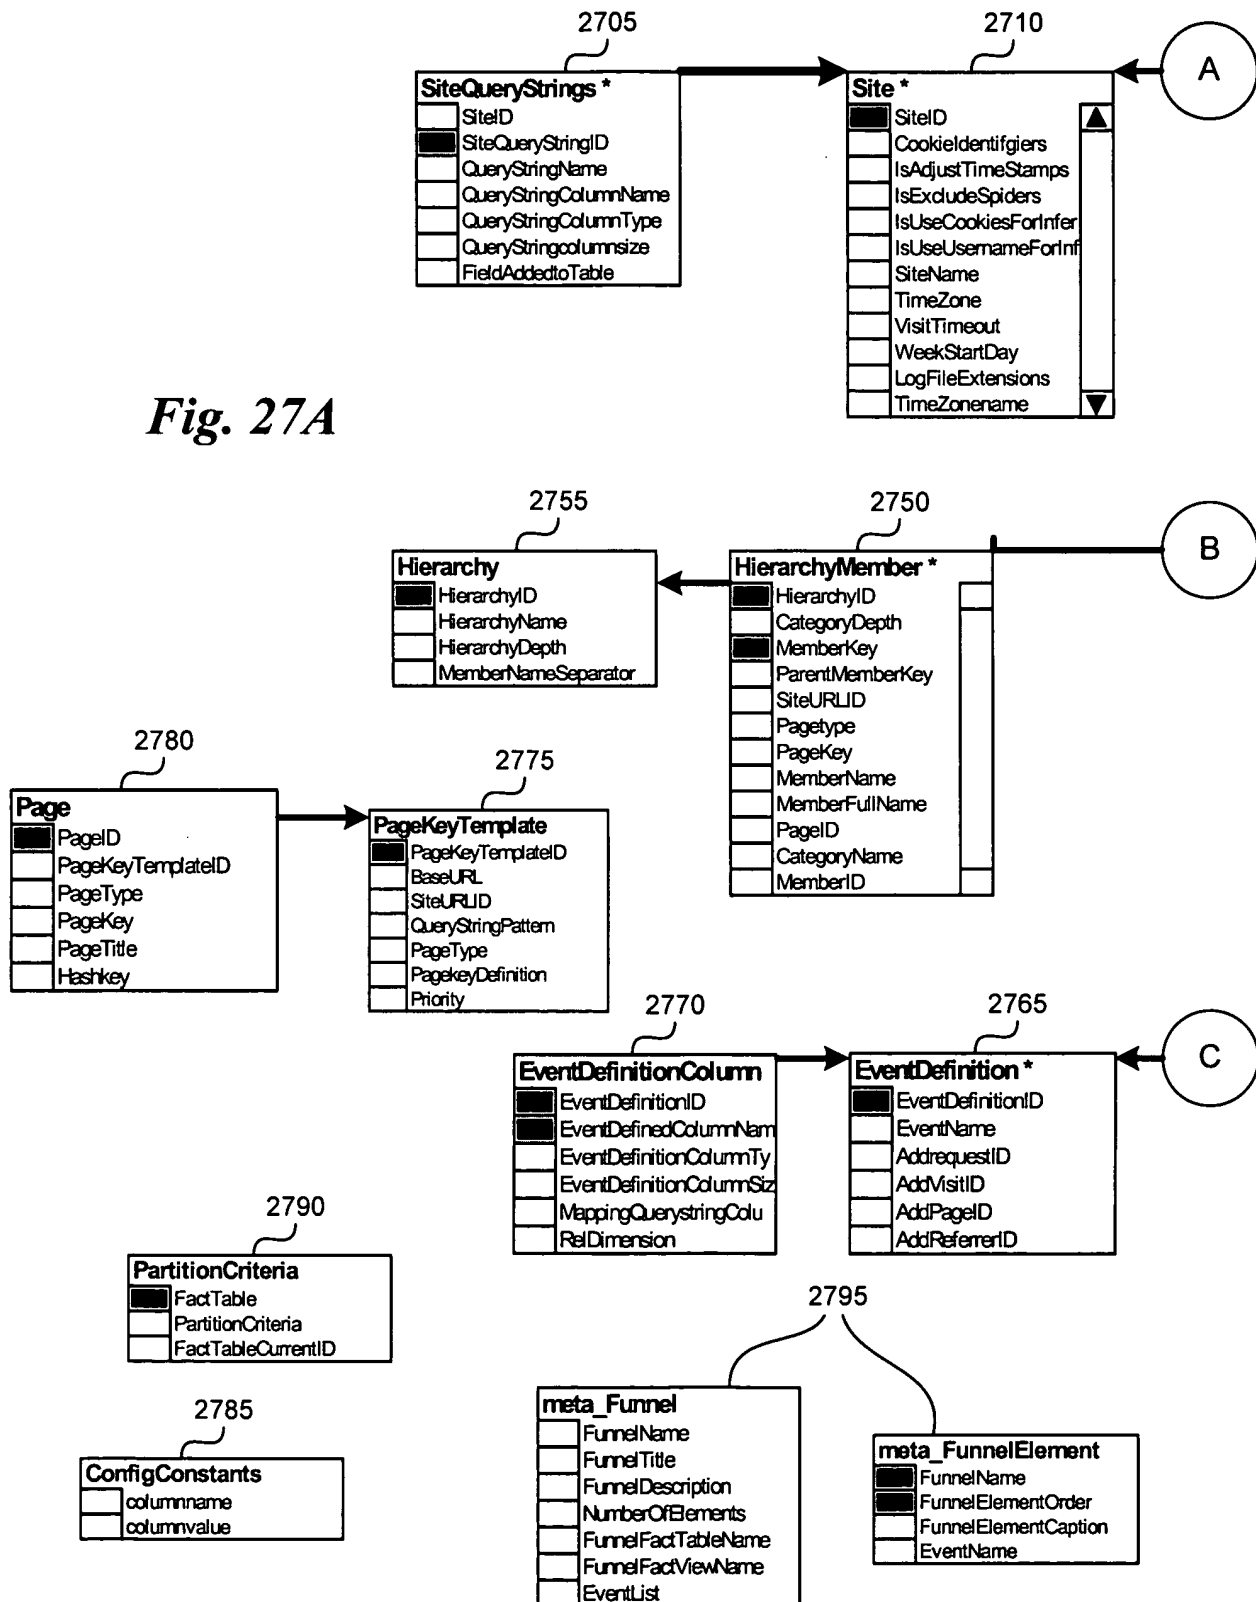 2705
2710
A
SiteQueryStrings *
SiteID
SiteQueryStringID
QueryStringName
QueryStringColumnName
QueryStringColumnType
QueryStringcolumnsize
FieldAddedtoTable
Site *
SiteID
CookieIdentifgiers
IsAdjustTimeStamps
IsExcludeSpiders
IsUseCookiesForInfer
IsUseUsernameForInf
SiteName
TimeZone
VisitTimeout
WeekStartDay
LogFileExtensions
TimeZonename
Fig. 27A
2755
2750
B
Hierarchy
HierarchyID
HierarchyName
HierarchyDepth
MemberNameSeparator
HierarchyMember *
HierarchyID
CategoryDepth
MemberKey
ParentMemberKey
SiteURLID
Pagetype
PageKey
MemberName
MemberFullName
PageID
CategoryName
MemberID
2780
2775
Page
PageID
PageKeyTemplateID
PageType
PageKey
PageTitle
Hashkey
PageKeyTemplate
PageKeyTemplateID
BaseURL
SiteURLID
QueryStringPattern
PageType
PagekeyDefinition
Priority
2770
2765
C
EventDefinitionColumn
EventDefinitionID
EventDefinedColumnNam
EventDefinitionColumnTy
EventDefinitionColumnSiz
MappingQuerystringColu
RelDimension
EventDefinition *
EventDefinitionID
EventName
AddrequestID
AddVisitID
AddPageID
AddReferrerID
2790
PartitionCriteria
FactTable
PartitionCriteria
FactTableCurrentID
2795
2785
ConfigConstants
columnname
columnvalue
meta_Funnel
FunnelName
FunnelTitle
FunnelDescription
NumberOfElements
FunnelFactTableName
FunnelFactViewName
EventList
meta_FunnelElement
FunnelName
FunnelElementOrder
FunnelElementCaption
EventName